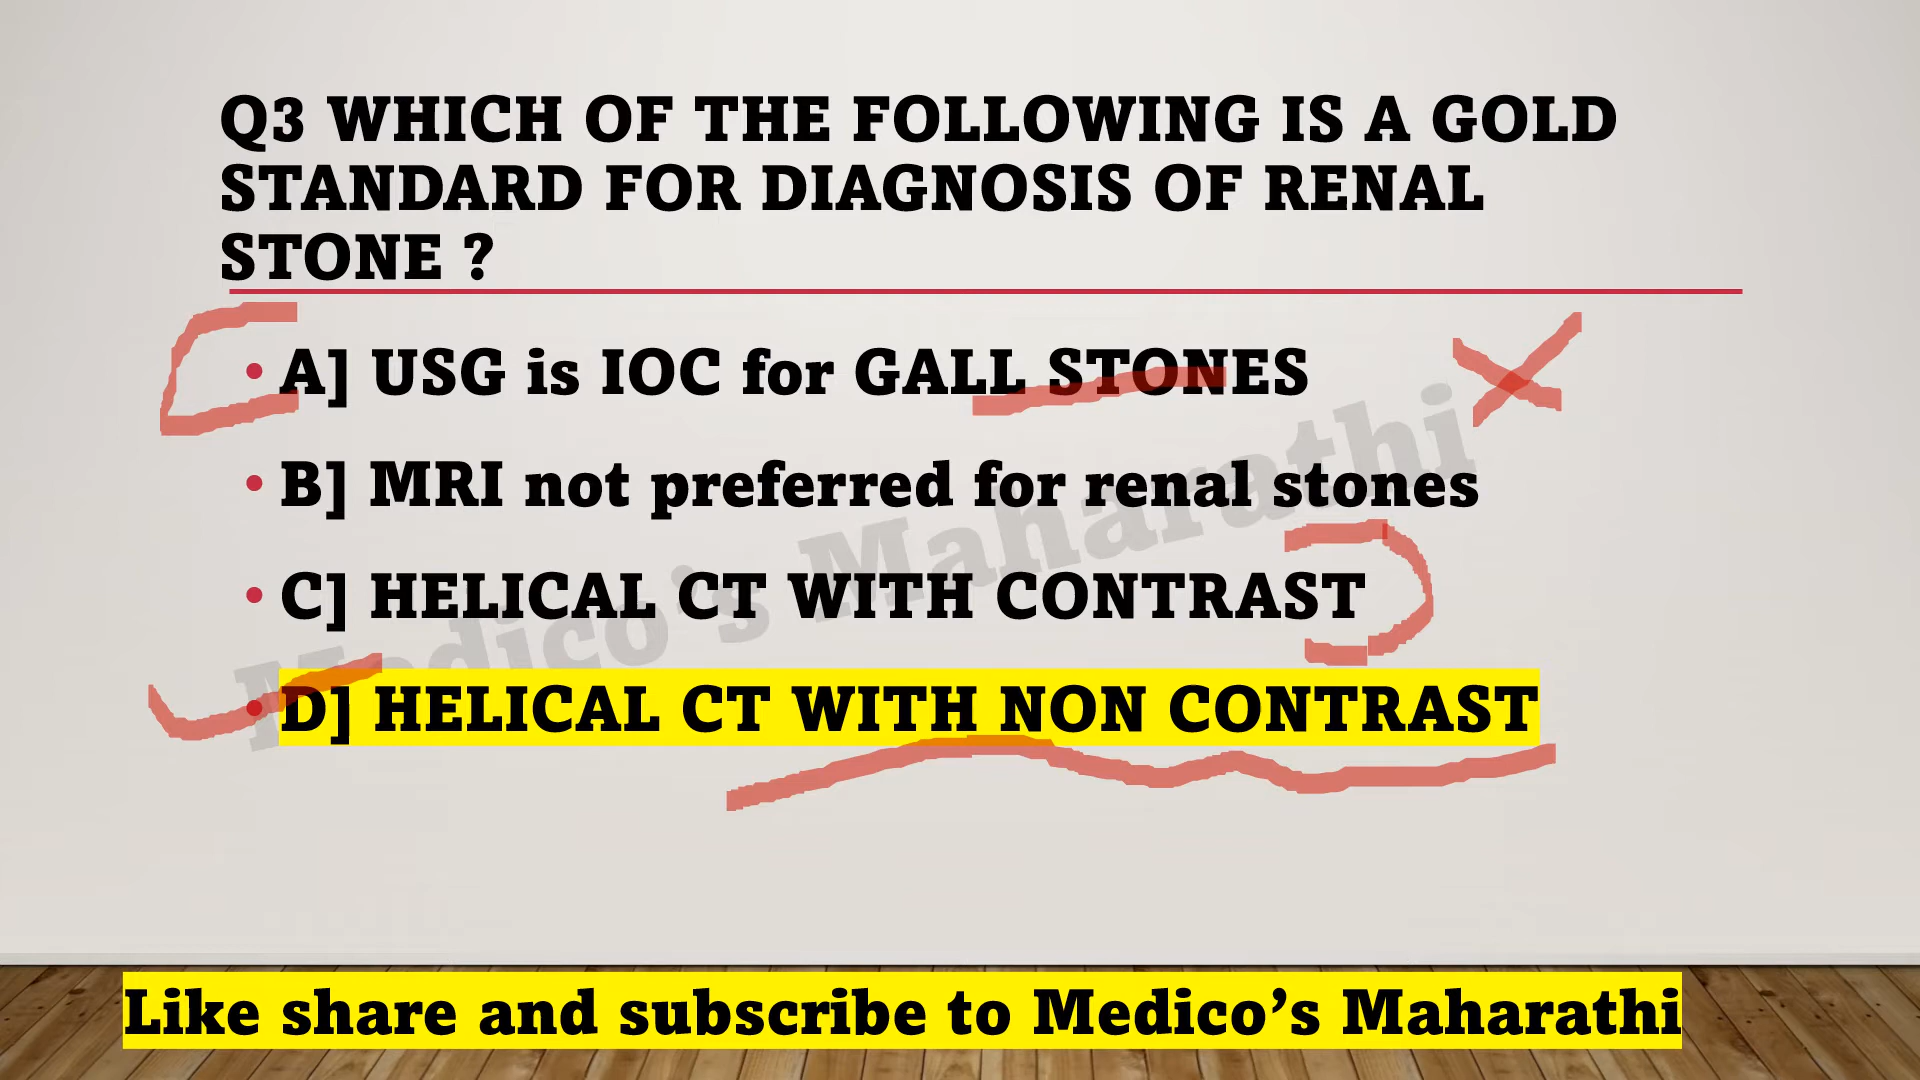 Q3 WHICH OF THE FOLLOWING IS A GOLD
STANDARD FOR DIAGNOSIS OF RENAL
STONE ?
• A] USG is IOC for GALL STONES
• B] MRI not preferred for renal stones
• C] HELICAL CT WITH CONTRAST
• D] HELICAL CT WITH NON CONTRAST
Medico's Maharathi
Like share and subscribe to Medico’s Maharathi